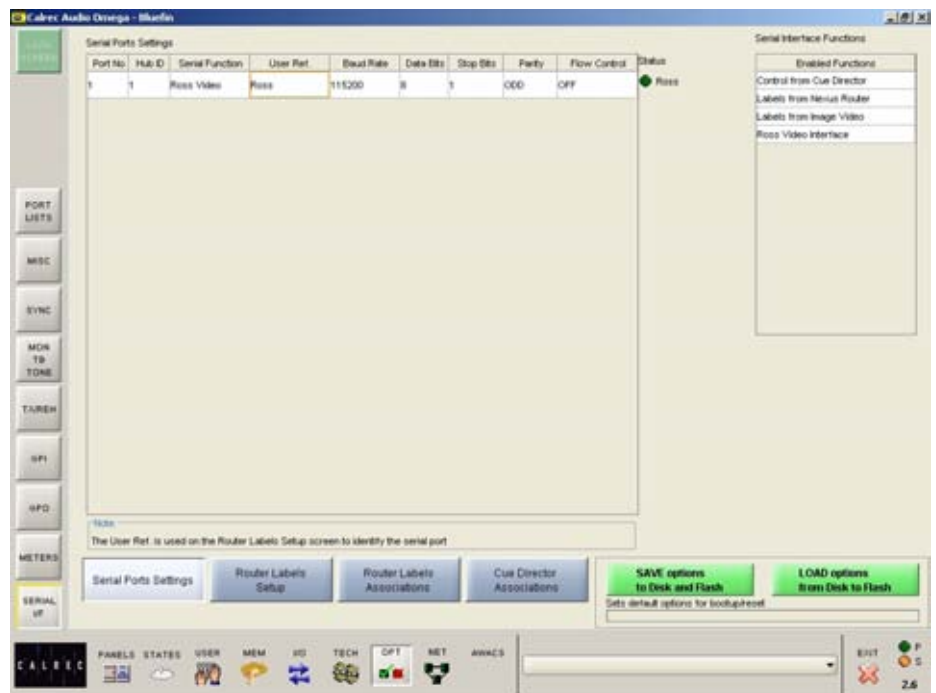 Calrec Audio Omega - Bluefin
Serial Ports Settings
Port No Hub ID Serial Function User Ref. Baud Rate Data Bits Stop Bits Parity Flow Control
1 1 Ross Video Ross 115200 8 1 ODD OFF
Status
Ross
Serial Interface Functions
Enabled Functions
Control from Cue Director
Labels from Nexus Router
Labels from Image Video
Ross Video Interface
PORT
LISTS
MISC
SYNC
MON
TB
TONE
GPI
GPO
METERS
SERIAL
I/F
Note
The User Ref. is used on the Router Labels Setup screen to identify the serial port
Serial Ports Settings
Router Labels
Setup
Router Labels
Associations
Cue Director
Associations
SAVE options
to Disk and Flash
LOAD options
from Disk to Flash
Sets default options for bootup/reset
CALREC
PANELS STATES USER MEM I/O TECH OPT NET AWACS
EXIT
P
S
2.6